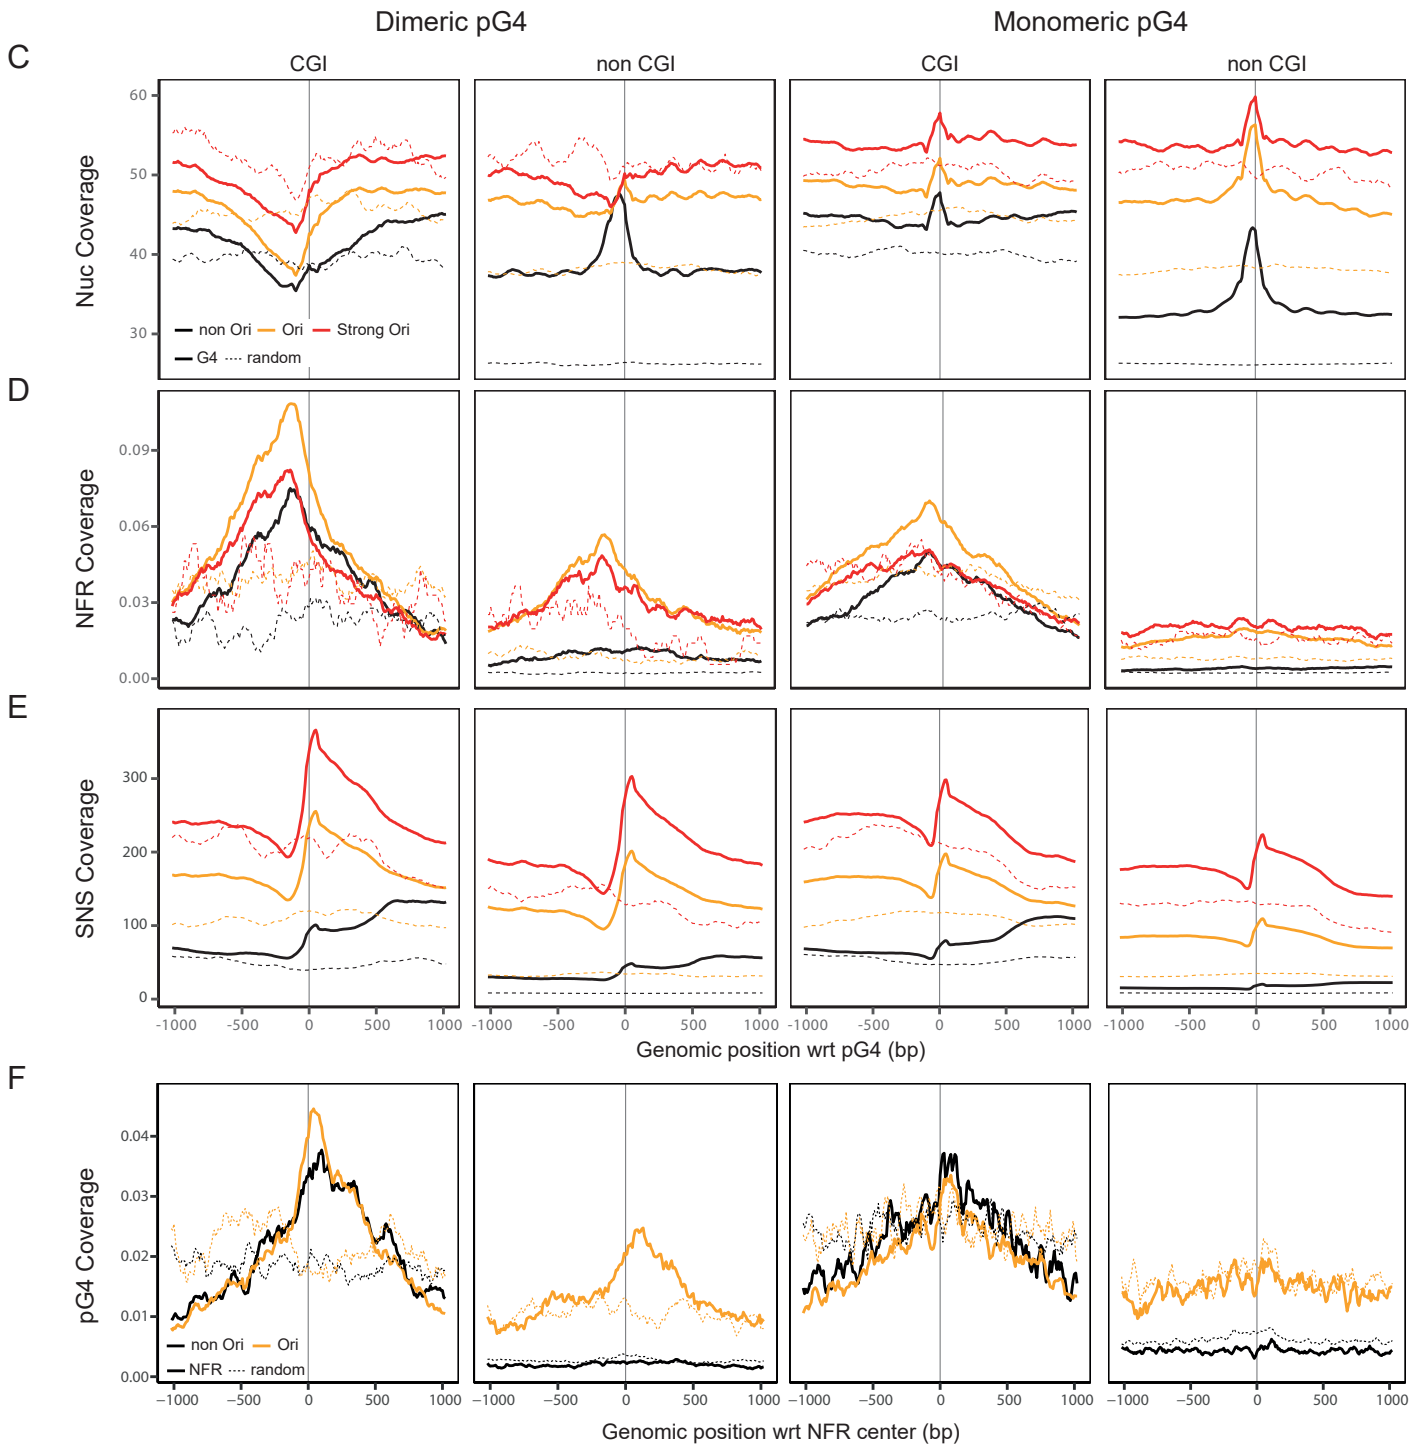 Dimeric pG4 Monomeric pG4
C
CGI non CGI CGI non CGI
Nuc Coverage
60
50
40
30
non Ori Ori Strong Ori
G4 random
D
NFR Coverage
0.09
0.06
0.03
0.00
E
SNS Coverage
300
200
100
0
-1000 -500 0 500 1000 -1000 -500 0 500 1000 -1000 -500 0 500 1000 -1000 -500 0 500 1000
Genomic position wrt pG4 (bp)
F
pG4 Coverage
0.04
0.03
0.02
0.01
0.00
non Ori Ori
NFR random
−1000 −500 0 500 1000 −1000 −500 0 500 1000 −1000 −500 0 500 1000 −1000 −500 0 500 1000
Genomic position wrt NFR center (bp)